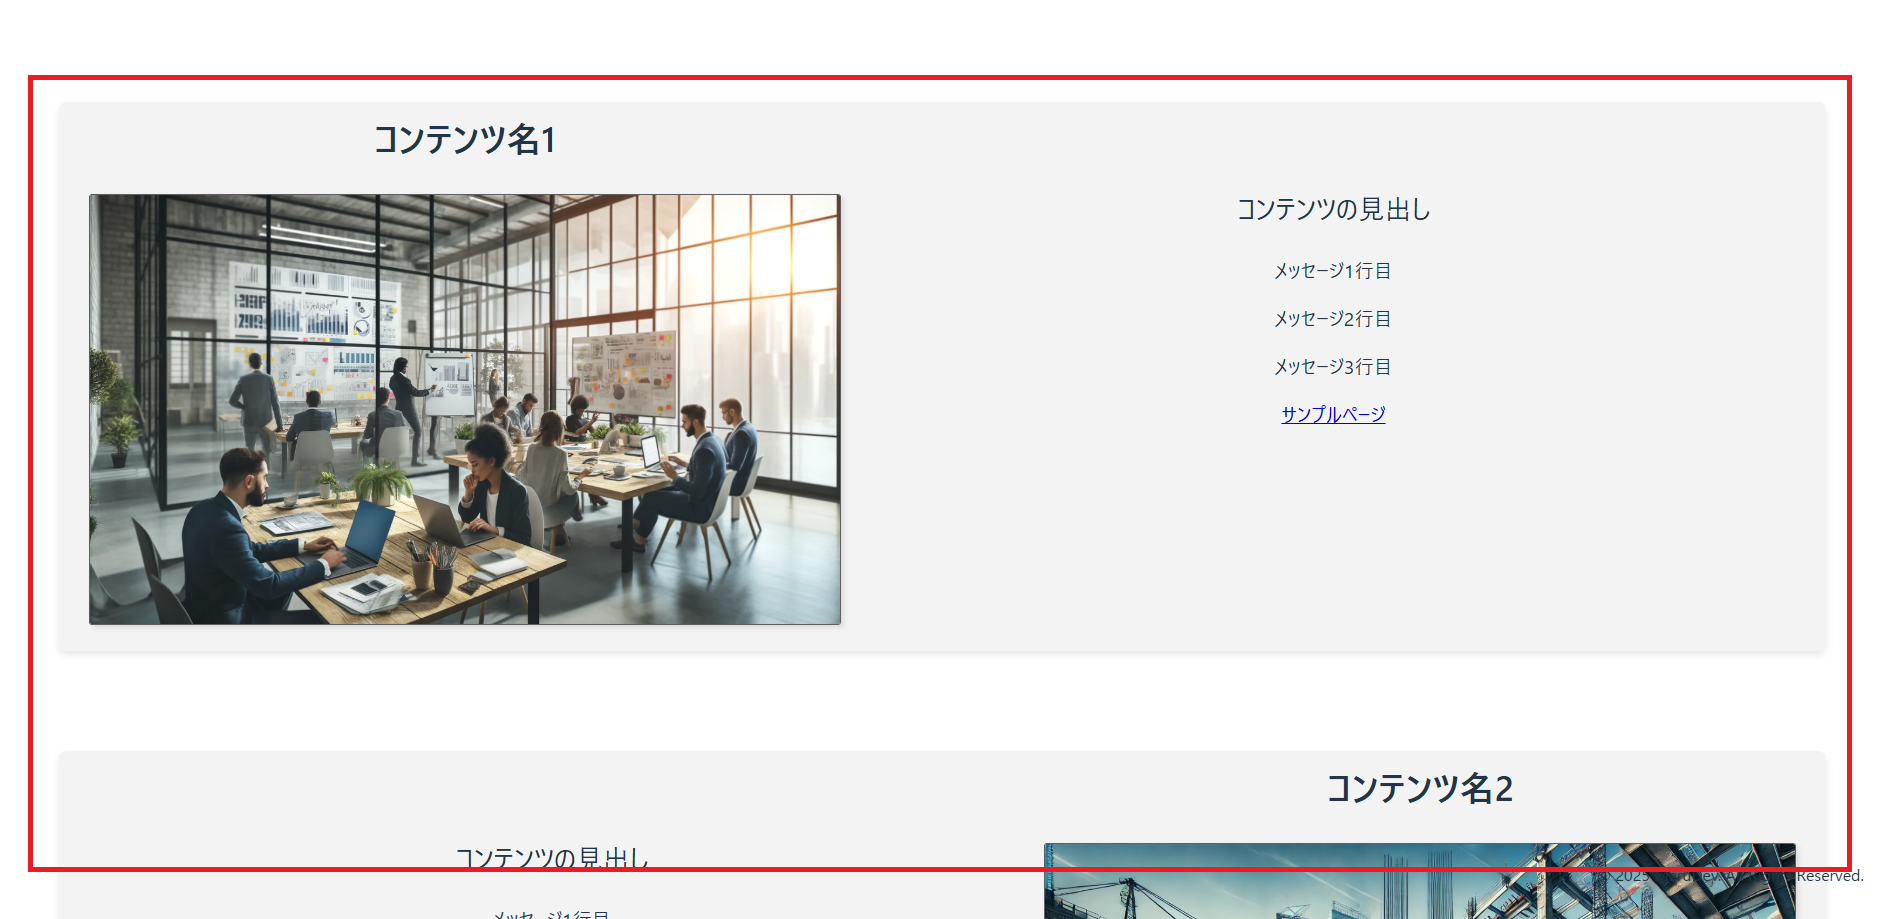 コンテンツ名1
コンテンツの見出し
メッセージ1行目
メッセージ2行目
メッセージ3行目
サンプルページ
コンテンツ名2
コンテンツの見出し
メッセージ1行目
2025
Reserved.